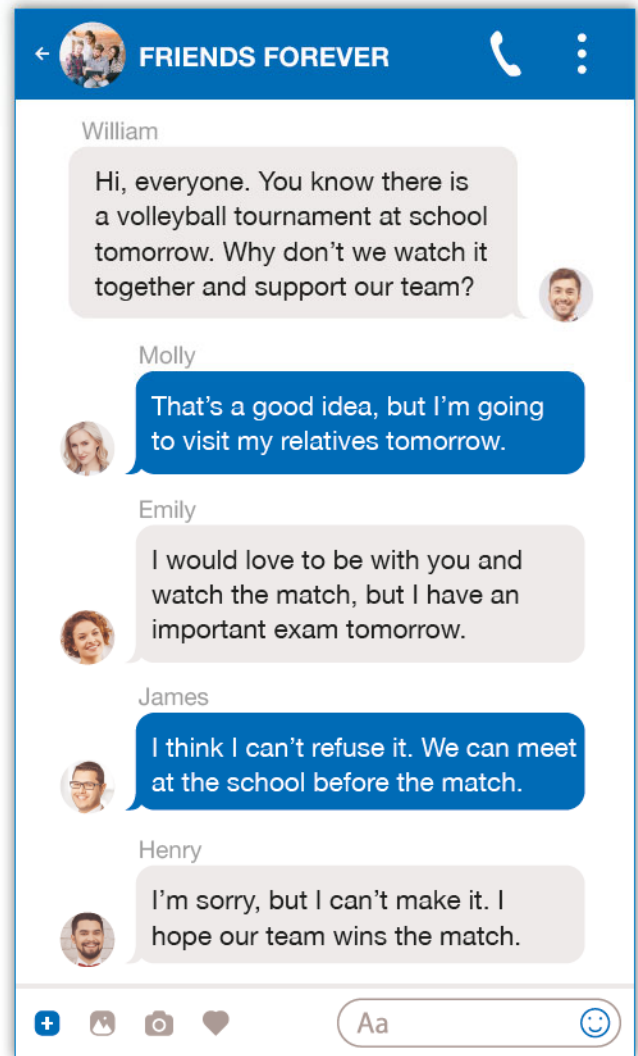 FRIENDS FOREVER
William
Hi, everyone. You know there is
a volleyball tournament at school
tomorrow. Why don’t we watch it
together and support our team?
Molly
That’s a good idea, but I’m going
to visit my relatives tomorrow.
Emily
I would love to be with you and
watch the match, but I have an
important exam tomorrow.
James
I think I can’t refuse it. We can meet
at the school before the match.
Henry
I’m sorry, but I can’t make it. I
hope our team wins the match.
Aa